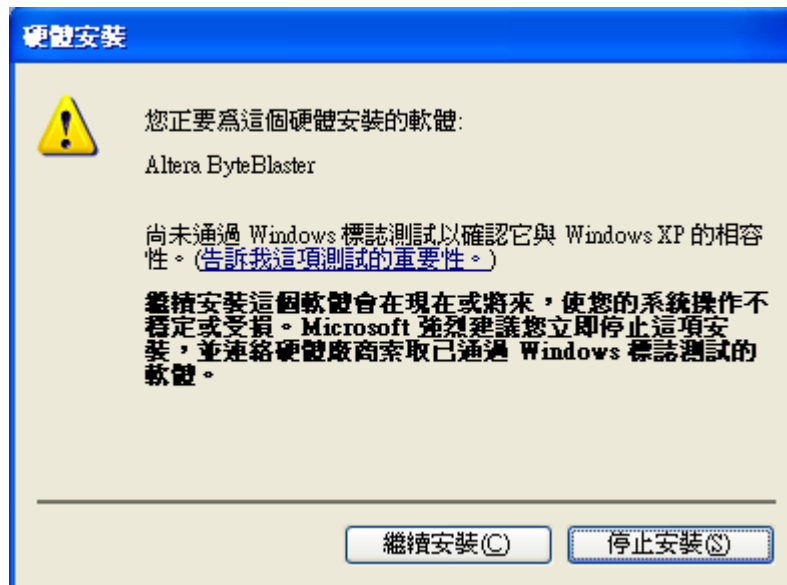 硬體安裝
您正要為這個硬體安裝的軟體:
Altera ByteBlaster
尚未通過 Windows 標誌測試以確認它與 Windows XP 的相容
性。(告訴我這項測試的重要性。)
繼續安裝這個軟體會在現在或將來，使您的系統操作不
穩定或受損。Microsoft 強烈建議您立即停止這項安
裝，並連絡硬體廠商索取已通過 Windows 標誌測試的
軟體。
繼續安裝(C)
停止安裝(S)